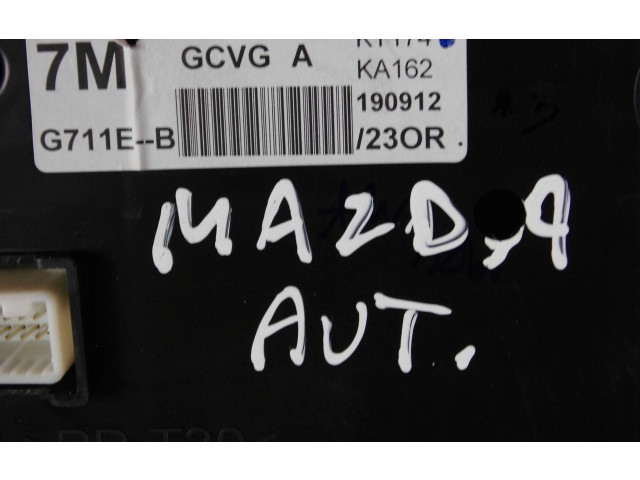 7M GCVG A
KA162
190912
G711E--B /23OR.
MAZDA
AUT.